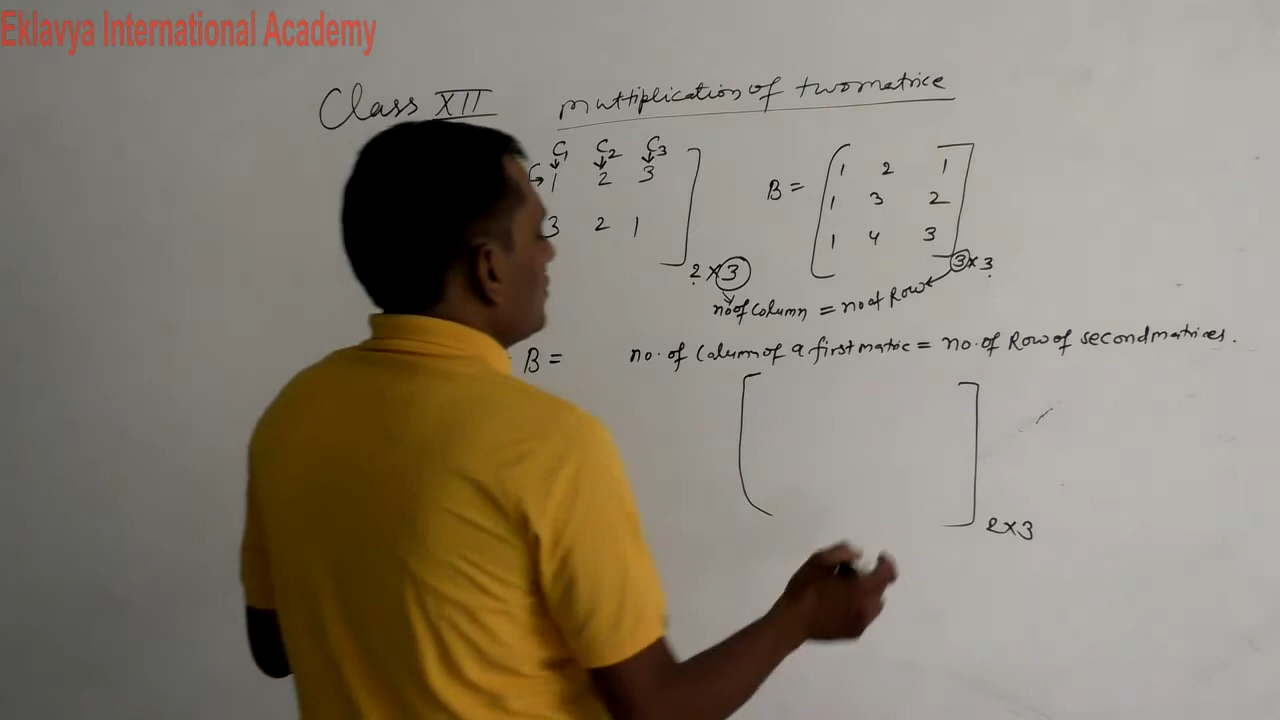 Eklavya International Academy
Class XII multiplication of two matrice
C1 C2 C3
1 2 3
3 2 1
2 × 3
B =
1 2 1
1 3 2
1 4 3
3 × 3
no of Column = no of Row
B = no. of Column of a first matric = no. of Row of second matrices.
2×3